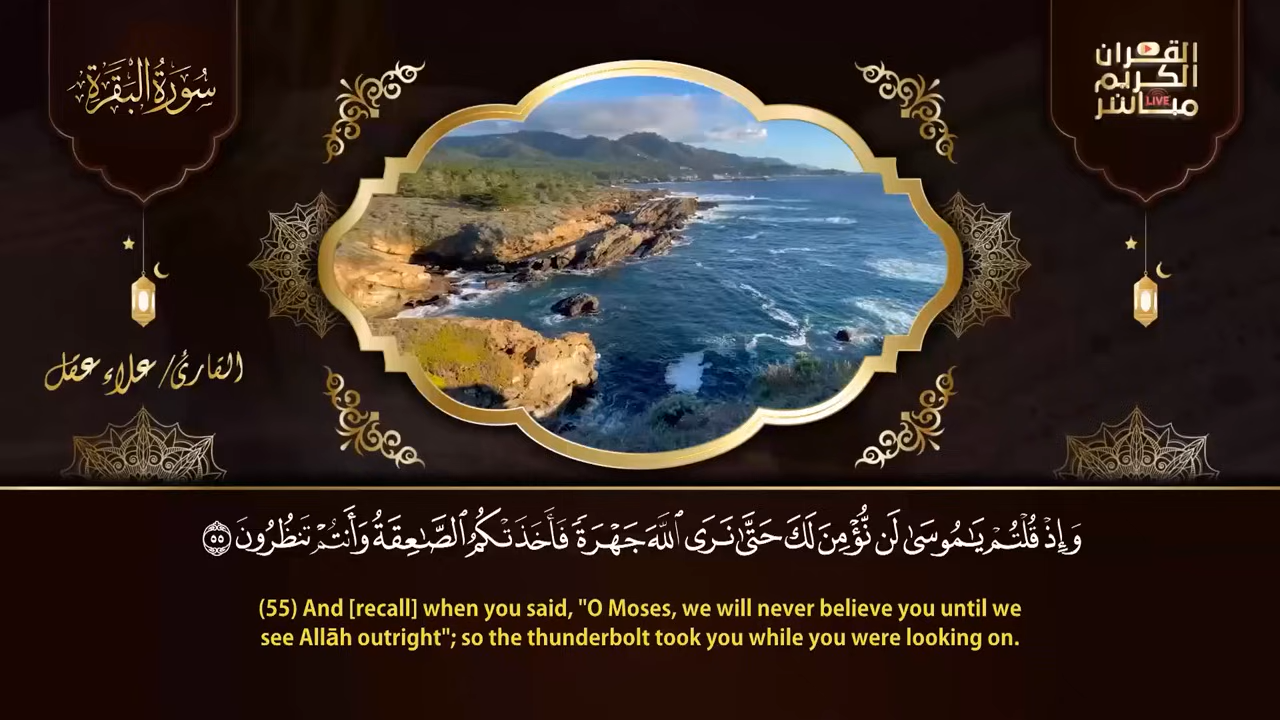 سُورَةُ البَقَرَةِ
القرآن
الكريم
مباشر
LIVE
القارئ/ علاء عقل
وَإِذْ قُلْتُمْ يَـٰمُوسَىٰ لَن نُّؤْمِنَ لَكَ حَتَّىٰ نَرَى ٱللَّهَ جَهْرَةً فَأَخَذَتْكُمُ ٱلصَّـٰعِقَةُ وَأَنتُمْ تَنظُرُونَ ٥٥
(55) And [recall] when you said, "O Moses, we will never believe you until we
see Allāh outright"; so the thunderbolt took you while you were looking on.